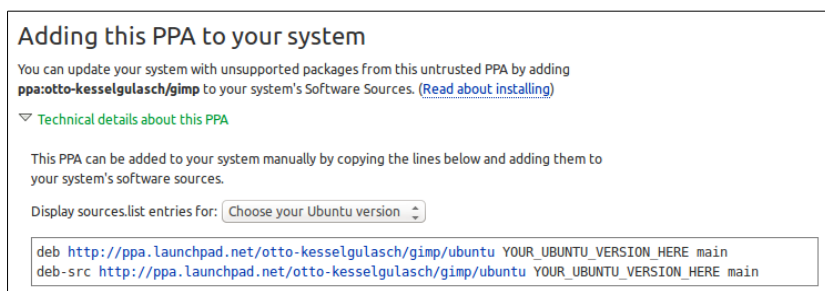 Adding this PPA to your system
You can update your system with unsupported packages from this untrusted PPA by adding
ppa:otto-kesselgulasch/gimp to your system's Software Sources. (Read about installing)
Technical details about this PPA
This PPA can be added to your system manually by copying the lines below and adding them to
your system's software sources.
Display sources.list entries for: Choose your Ubuntu version
deb http://ppa.launchpad.net/otto-kesselgulasch/gimp/ubuntu YOUR_UBUNTU_VERSION_HERE main
deb-src http://ppa.launchpad.net/otto-kesselgulasch/gimp/ubuntu YOUR_UBUNTU_VERSION_HERE main